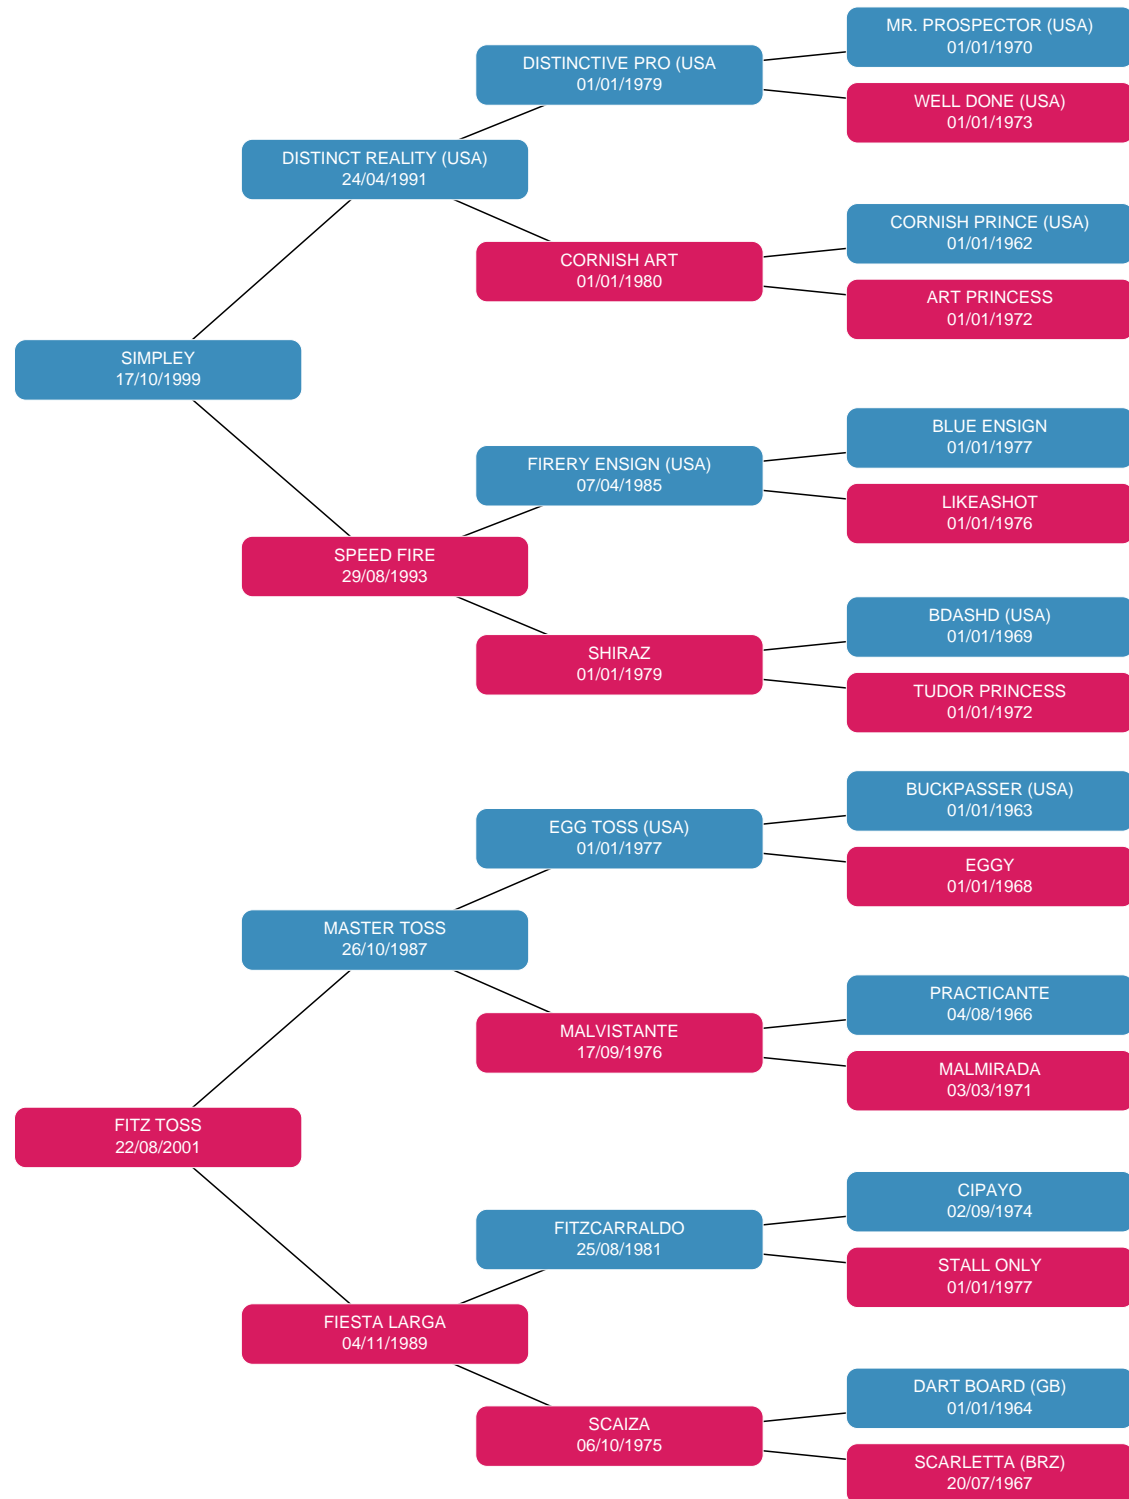 MR. PROSPECTOR (USA)
01/01/1970
DISTINCTIVE PRO (USA
01/01/1979
WELL DONE (USA)
01/01/1973
DISTINCT REALITY (USA)
24/04/1991
CORNISH PRINCE (USA)
01/01/1962
CORNISH ART
01/01/1980
ART PRINCESS
01/01/1972
SIMPLEY
17/10/1999
BLUE ENSIGN
01/01/1977
FIRERY ENSIGN (USA)
07/04/1985
LIKEASHOT
01/01/1976
SPEED FIRE
29/08/1993
BDASHD (USA)
01/01/1969
SHIRAZ
01/01/1979
TUDOR PRINCESS
01/01/1972
BUCKPASSER (USA)
01/01/1963
EGG TOSS (USA)
01/01/1977
EGGY
01/01/1968
MASTER TOSS
26/10/1987
PRACTICANTE
04/08/1966
MALVISTANTE
17/09/1976
MALMIRADA
03/03/1971
FITZ TOSS
22/08/2001
CIPAYO
02/09/1974
FITZCARRALDO
25/08/1981
STALL ONLY
01/01/1977
FIESTA LARGA
04/11/1989
DART BOARD (GB)
01/01/1964
SCAIZA
06/10/1975
SCARLETTA (BRZ)
20/07/1967